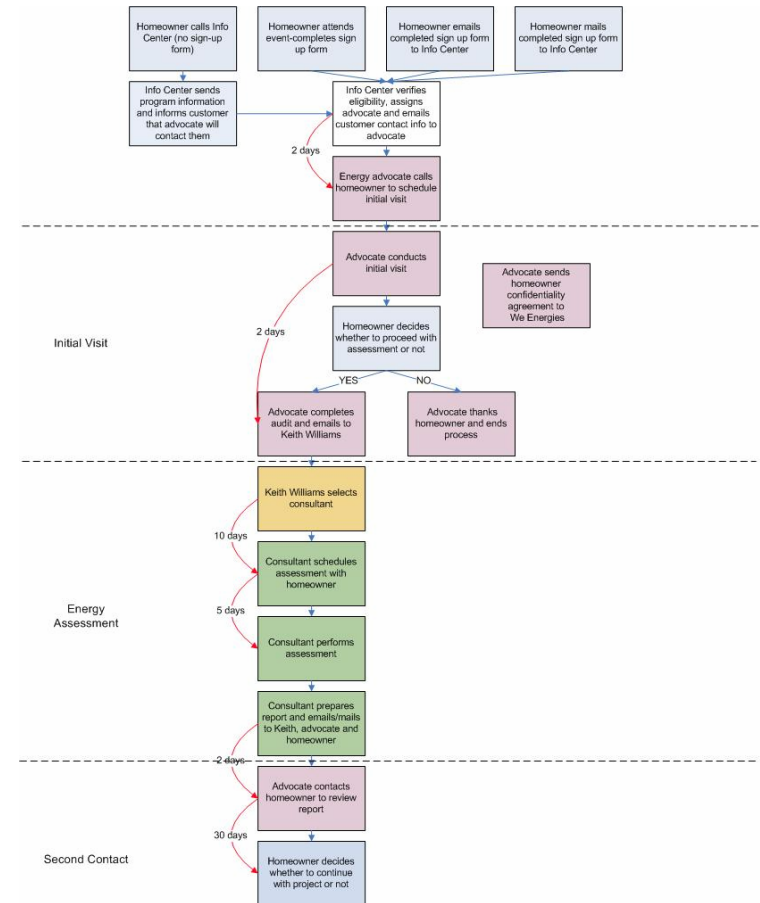 Homeowner calls Info
Center (no sign-up
form)
Homeowner attends
event-completes sign
up form
Homeowner emails
completed sign up form
to Info Center
Homeowner mails
completed sign up form
to Info Center
Info Center sends
program information
and informs customer
that advocate will
contact them
Info Center verifies
eligibility, assigns
advocate and emails
customer contact info to
advocate
2 days
Energy advocate calls
homeowner to schedule
initial visit
Advocate conducts
initial visit
Advocate sends
homeowner
confidentiality
agreement to
We Energies
2 days
Initial Visit
Homeowner decides
whether to proceed with
assessment or not
YES
NO
Advocate completes
audit and emails to
Keith Williams
Advocate thanks
homeowner and ends
process
Keith Williams selects
consultant
10 days
Consultant schedules
assessment with
homeowner
5 days
Energy
Assessment
Consultant performs
assessment
Consultant prepares
report and emails/mails
to Keith, advocate and
homeowner
2 days
Advocate contacts
homeowner to review
report
30 days
Second Contact
Homeowner decides
whether to continue
with project or not